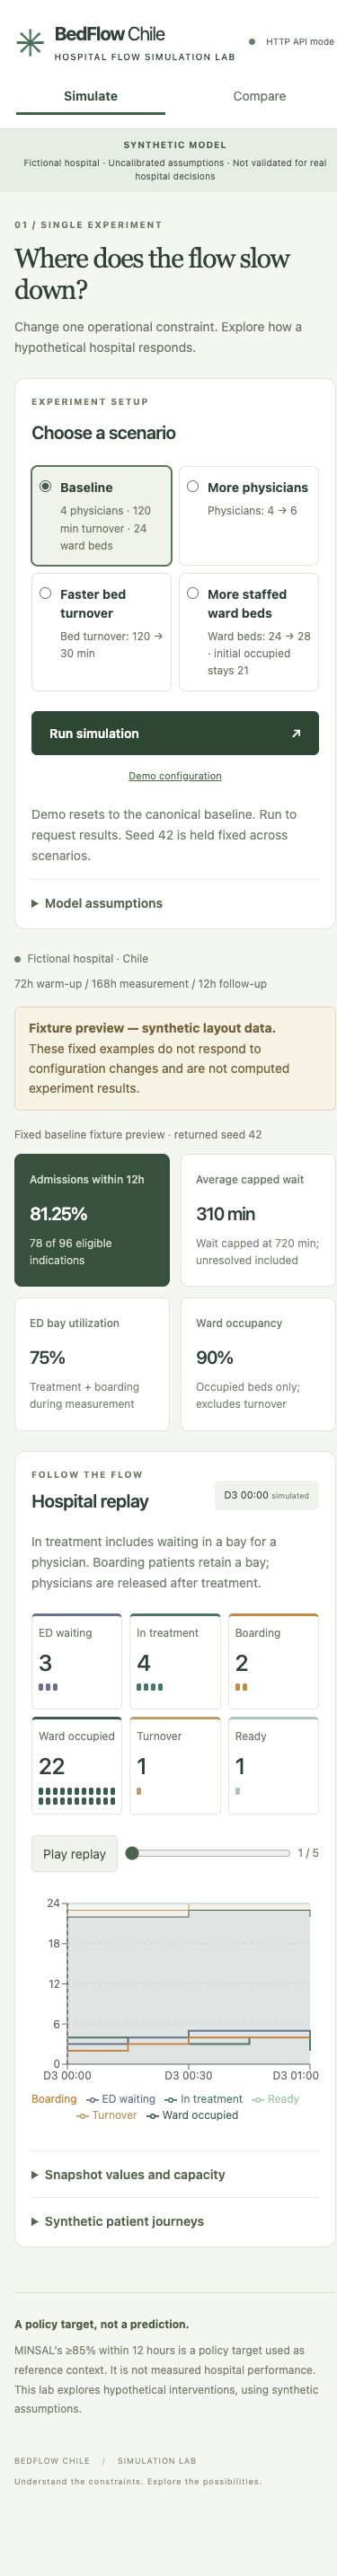 BedFlow Chile
HOSPITAL FLOW SIMULATION LAB
HTTP API mode
Simulate
Compare
SYNTHETIC MODEL
Fictional hospital · Uncalibrated assumptions · Not validated for real
hospital decisions
01 / SINGLE EXPERIMENT
Where does the flow slow
down?
Change one operational constraint. Explore how a
hypothetical hospital responds.
EXPERIMENT SETUP
Choose a scenario
Baseline
4 physicians · 120
min turnover · 24
ward beds
More physicians
Physicians: 4 → 6
Faster bed
turnover
Bed turnover: 120 →
30 min
More staffed
ward beds
Ward beds: 24 → 28
· initial occupied
stays 21
Run simulation ↗
Demo configuration
Demo resets to the canonical baseline. Run to
request results. Seed 42 is held fixed across
scenarios.
Model assumptions
Fictional hospital · Chile
72h warm-up / 168h measurement / 12h follow-up
Fixture preview — synthetic layout data.
These fixed examples do not respond to
configuration changes and are not computed
experiment results.
Fixed baseline fixture preview · returned seed 42
Admissions within 12h
81.25%
78 of 96 eligible
indications
Average capped wait
310 min
Wait capped at 720 min;
unresolved included
ED bay utilization
75%
Treatment + boarding
during measurement
Ward occupancy
90%
Occupied beds only;
excludes turnover
FOLLOW THE FLOW
Hospital replay
D3 00:00 simulated
In treatment includes waiting in a bay for a
physician. Boarding patients retain a bay;
physicians are released after treatment.
ED waiting
3
In treatment
4
Boarding
2
Ward occupied
22
Turnover
1
Ready
1
Play replay
1 / 5
24
18
12
6
0
D3 00:00 D3 00:30 D3 01:00
Boarding ED waiting In treatment Ready
Turnover Ward occupied
Snapshot values and capacity
Synthetic patient journeys
A policy target, not a prediction.
MINSAL's ≥85% within 12 hours is a policy target used as
reference context. It is not measured hospital performance.
This lab explores hypothetical interventions, using synthetic
assumptions.
BEDFLOW CHILE / SIMULATION LAB
Understand the constraints. Explore the possibilities.